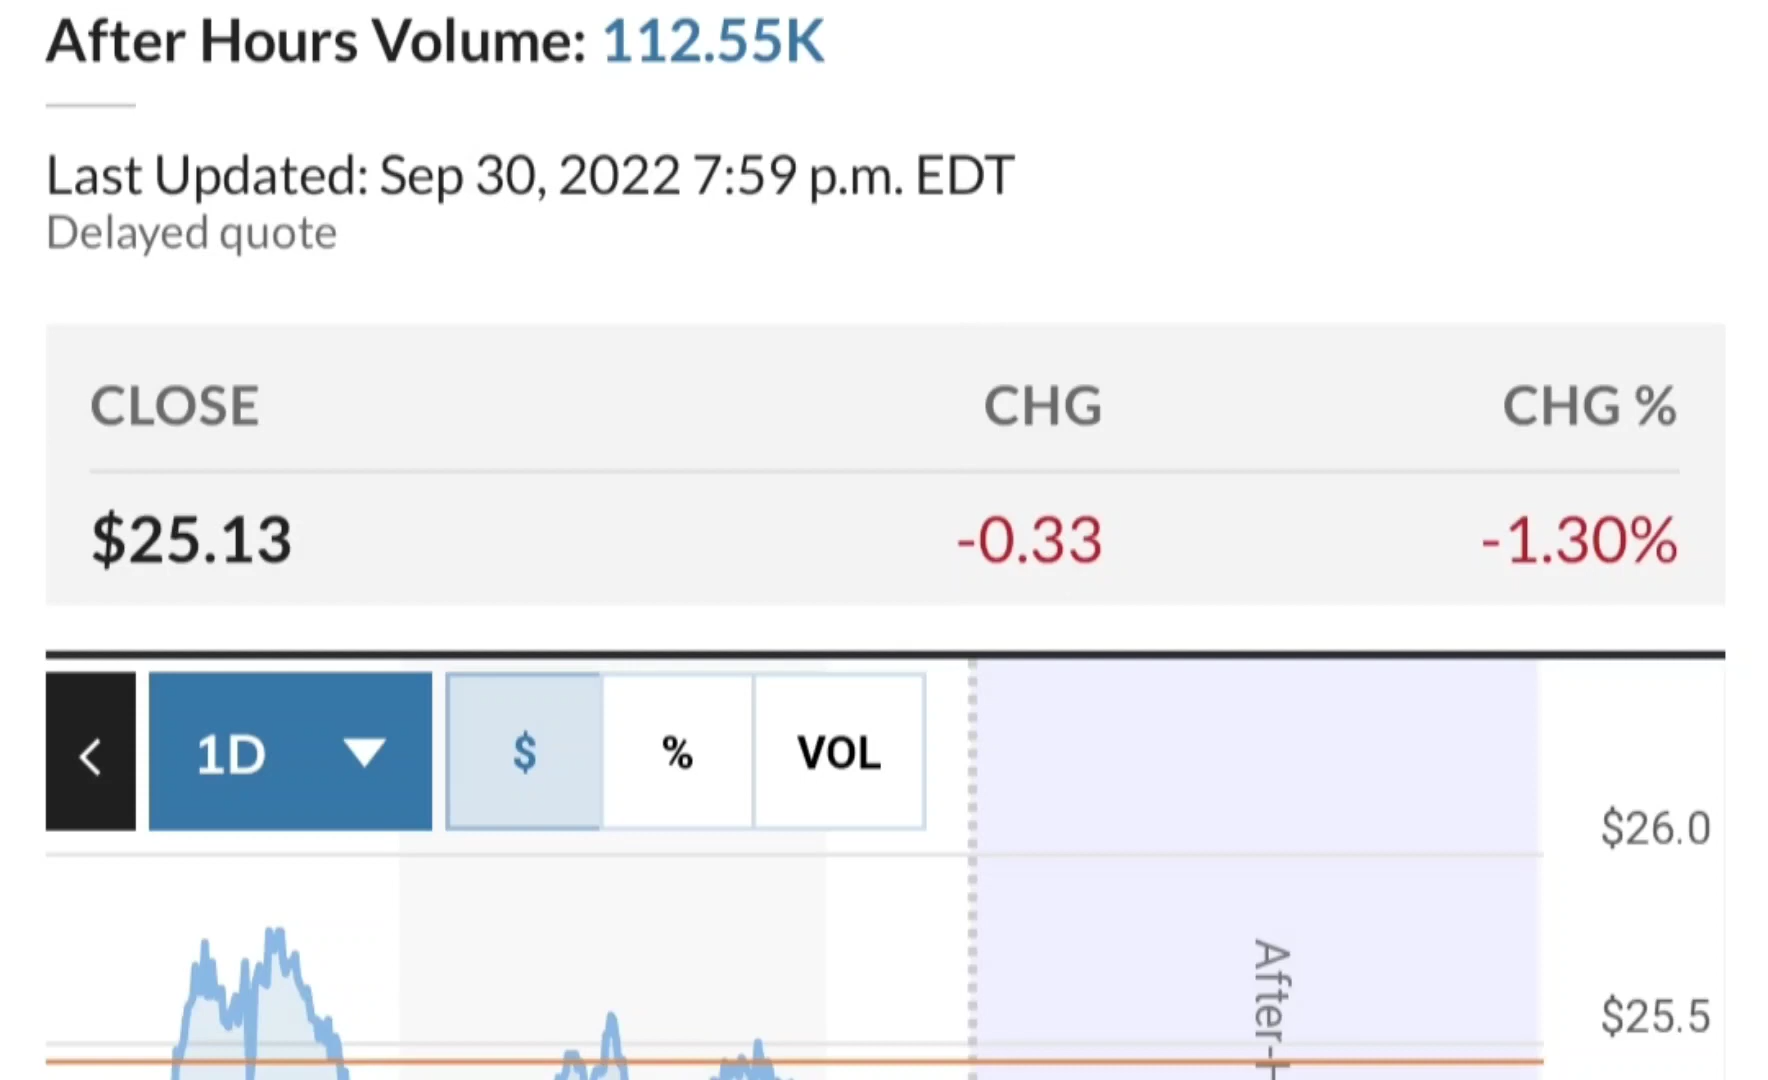 After Hours Volume: 112.55K
Last Updated: Sep 30, 2022 7:59 p.m. EDT
Delayed quote
CLOSE CHG CHG %
$25.13 -0.33 -1.30%
1D $ % VOL
$26.0
After-
$25.5